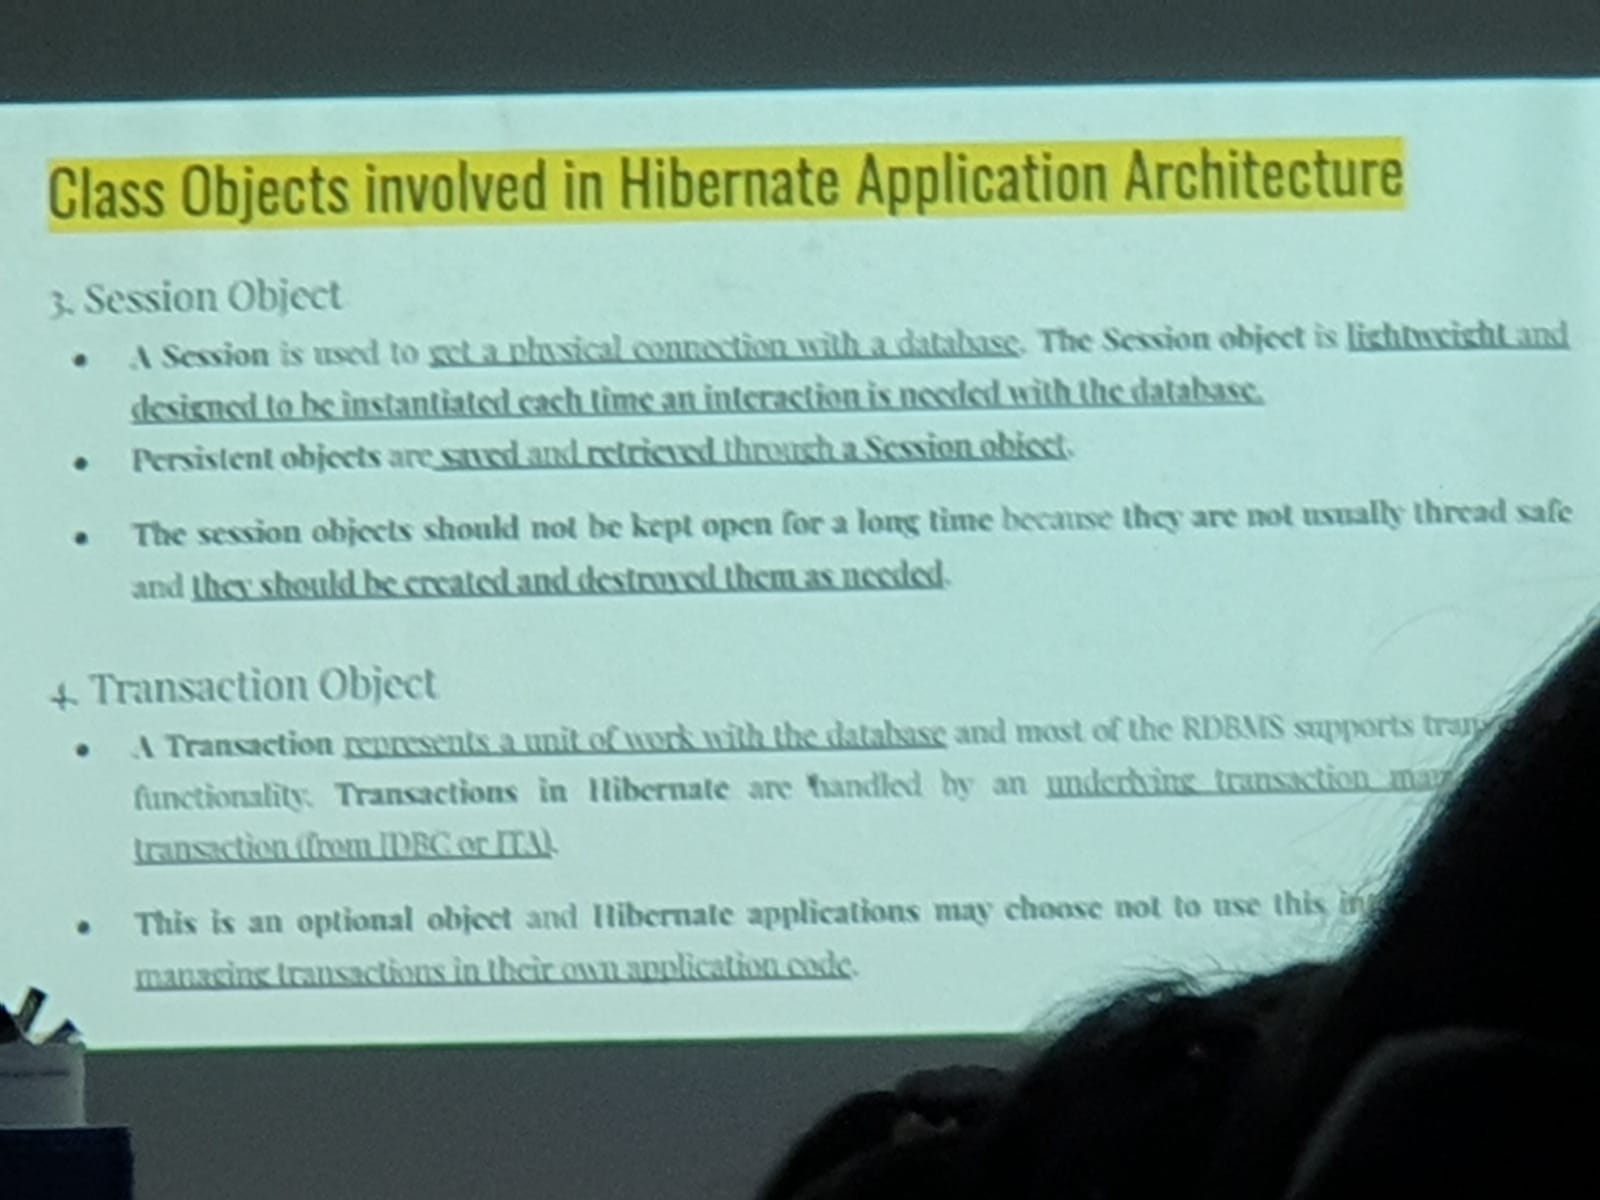 Class Objects involved in Hibernate Application Architecture
3. Session Object
• A Session is used to get a physical connection with a database. The Session object is lightweight and
designed to be instantiated each time an interaction is needed with the database.
• Persistent objects are saved and retrieved through a Session object.
• The session objects should not be kept open for a long time because they are not usually thread safe
and they should be created and destroyed them as needed.
4. Transaction Object
• A Transaction represents a unit of work with the database and most of the RDBMS supports
functionality. Transactions in Hibernate are handled by an underlying transaction
transaction (from JDBC or JTA).
• This is an optional object and Hibernate applications may choose not to use this
managing transactions in their own application code.